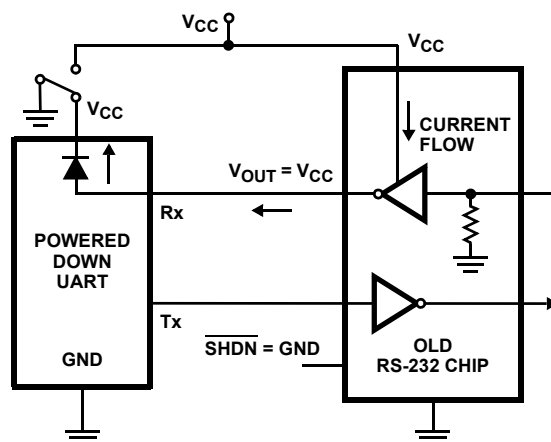 VCC
VCC
VCC
CURRENT
FLOW
VOUT = VCC
Rx
POWERED
DOWN
UART
Tx
GND
SHDN = GND
OLD
RS-232 CHIP